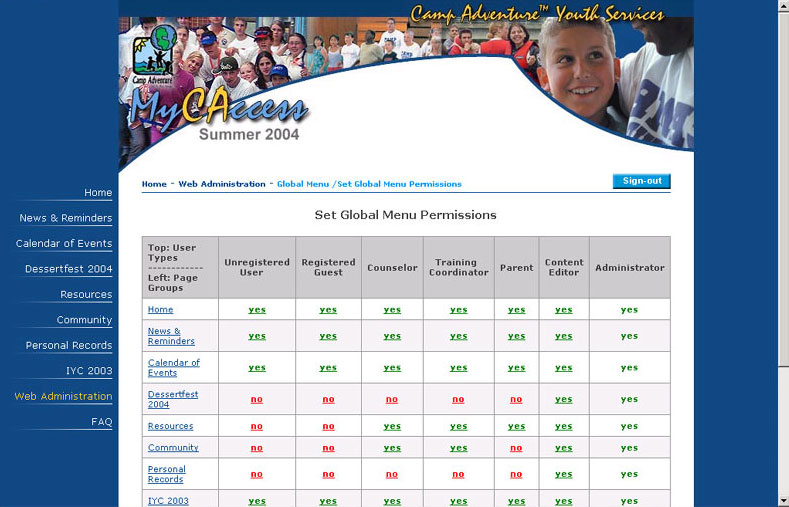 Camp Adventure™ Youth Services
Camp Adventure
MyCAccess
Summer 2004
Home - Web Administration - Global Menu /Set Global Menu Permissions
Sign-out
Home
News & Reminders
Calendar of Events
Dessertfest 2004
Resources
Community
Personal Records
IYC 2003
Web Administration
FAQ
Set Global Menu Permissions
Top: User
Types
------------
Left: Page
Groups
Unregistered
User
Registered
Guest
Counselor
Training
Coordinator
Parent
Content
Editor
Administrator
Home
yes yes yes yes yes yes yes
News &
Reminders
yes yes yes yes yes yes yes
Calendar of
Events
yes yes yes yes yes yes yes
Dessertfest
2004
no no no no no yes yes
Resources
no no yes yes yes yes yes
Community
no no yes yes no yes yes
Personal
Records
no no no no no yes yes
IYC 2003
yes yes yes yes yes yes yes